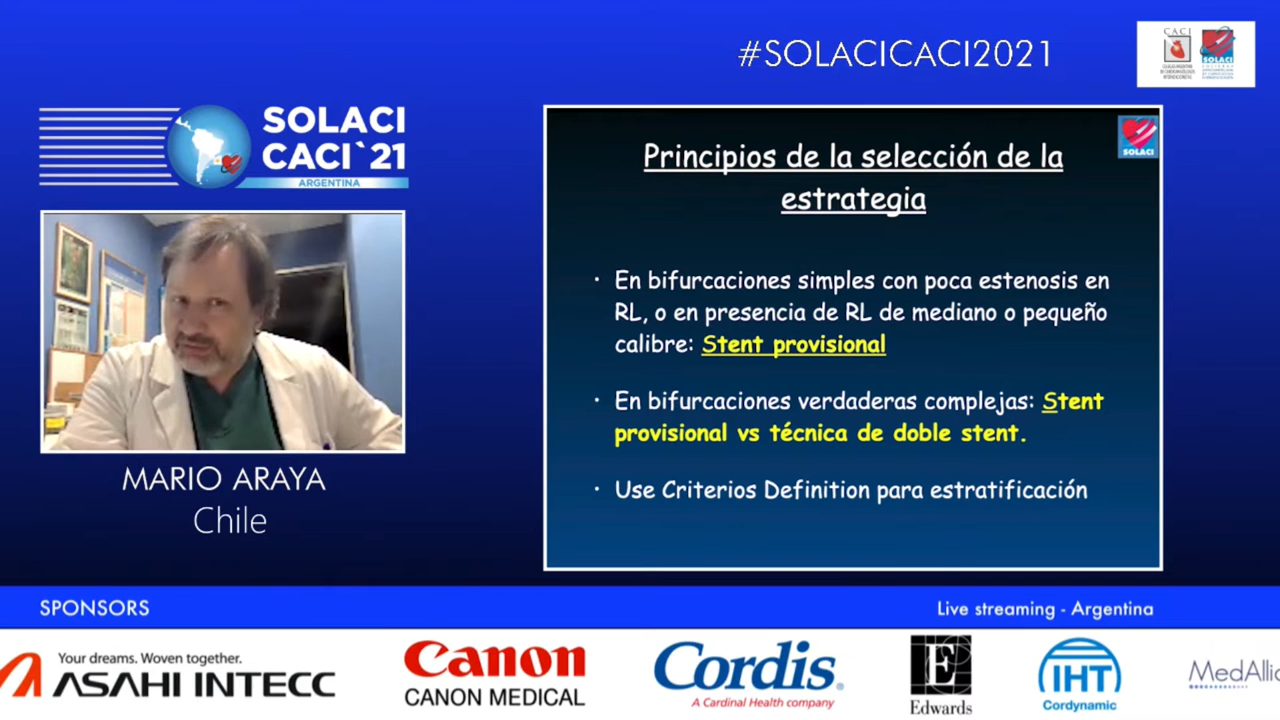 #SOLACICACI2021
CACI
SOLACI
SOLACI
CACI`21
ARGENTINA
SOLACI
Principios de la selección de la
estrategia
· En bifurcaciones simples con poca estenosis en
RL, o en presencia de RL de mediano o pequeño
calibre: Stent provisional
· En bifurcaciones verdaderas complejas: Stent
provisional vs técnica de doble stent.
· Use Criterios Definition para estratificación
MARIO ARAYA
Chile
SPONSORS
Live streaming - Argentina
Your dreams. Woven together.
ASAHI INTECC
Canon
CANON MEDICAL
Cordis®
A Cardinal Health company
E
Edwards
IHT
Cordynamic
MedAllia